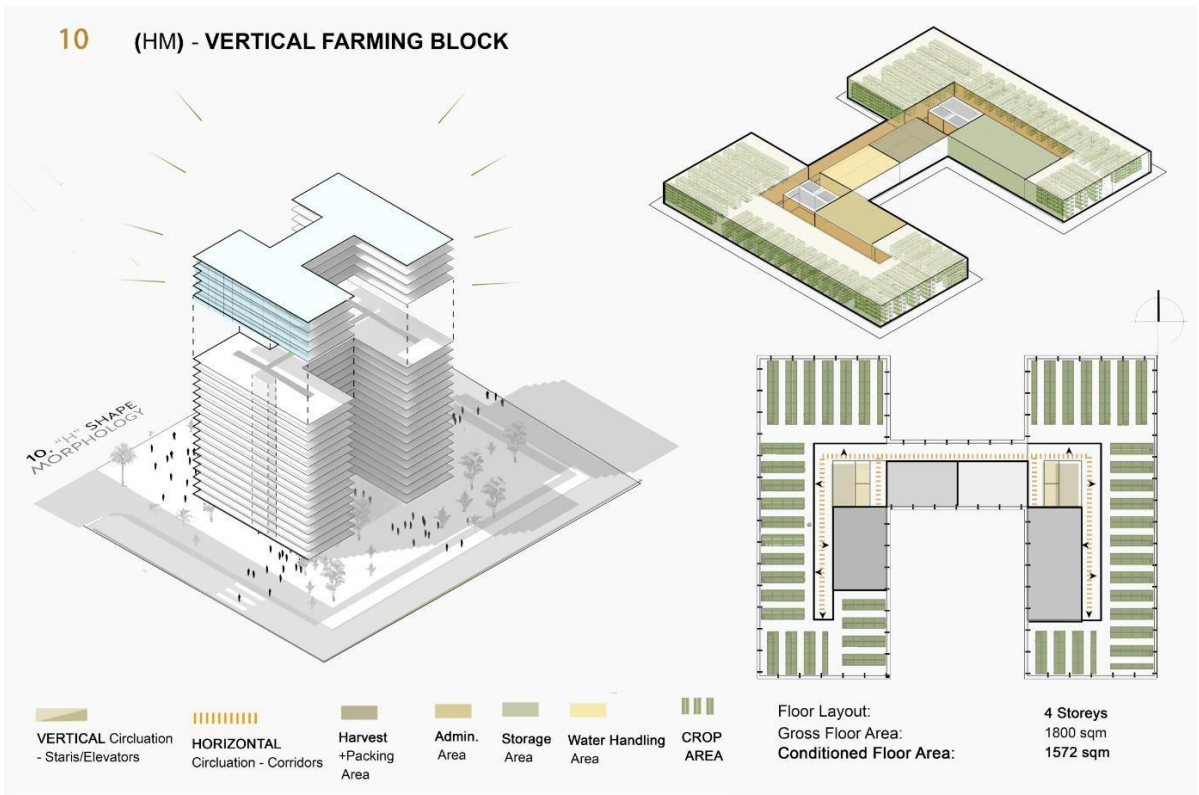 10 (HM) - VERTICAL FARMING BLOCK
10 - "H" SHAPE
MORPHOLOGY
VERTICAL Circluation
- Staris/Elevators
HORIZONTAL
Circluation - Corridors
Harvest
+Packing
Area
Admin.
Area
Storage
Area
Water Handling
Area
CROP
AREA
Floor Layout: 4 Storeys
Gross Floor Area: 1800 sqm
Conditioned Floor Area: 1572 sqm